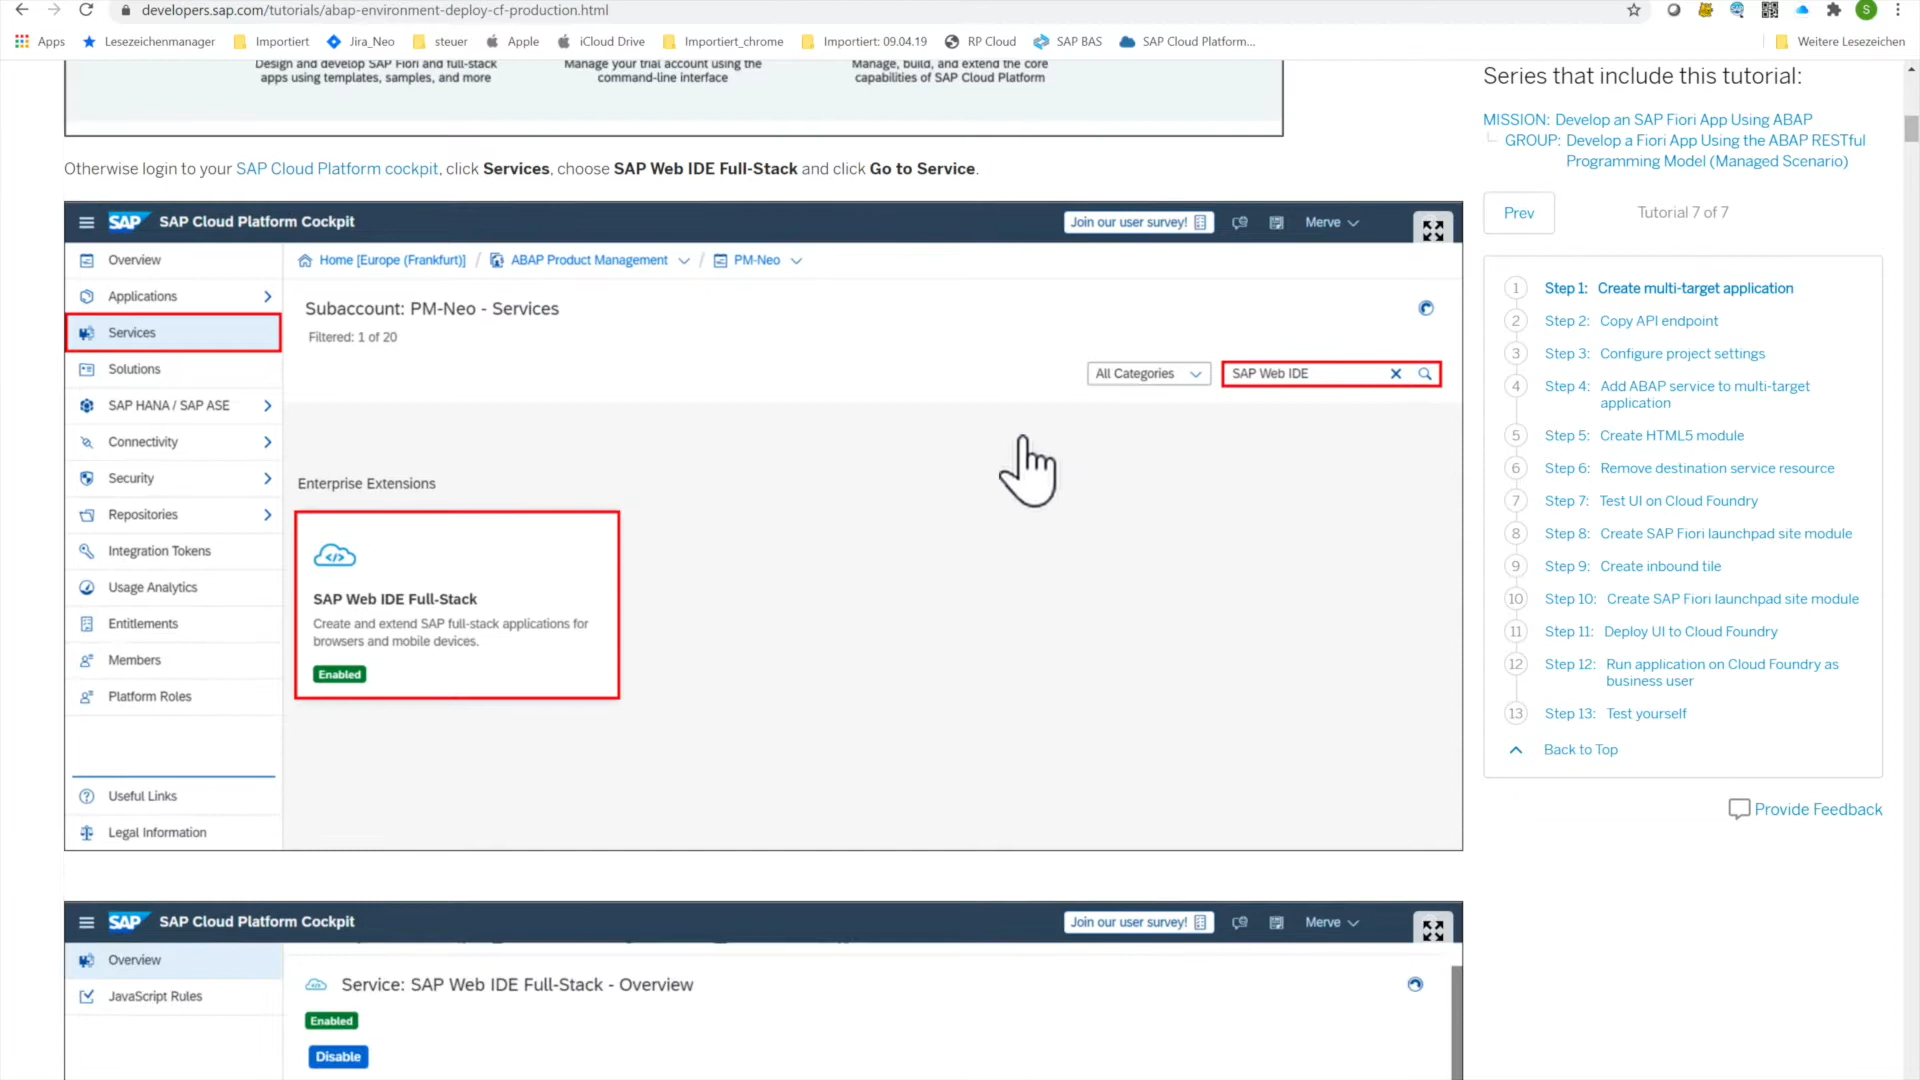 developers.sap.com/tutorials/abap-environment-deploy-cf-production.html
S
Apps
Lesezeichenmanager
Importiert
Jira_Neo
steuer
Apple
iCloud Drive
Importiert_chrome
Importiert: 09.04.19
RP Cloud
SAP BAS
SAP Cloud Platform...
Weitere Lesezeichen
Design and develop SAP Fiori and full-stack
apps using templates, samples, and more
Manage your trial account using the
command-line interface
Manage, build, and extend the core
capabilities of SAP Cloud Platform
Otherwise login to your SAP Cloud Platform cockpit, click Services, choose SAP Web IDE Full-Stack and click Go to Service.
SAP SAP Cloud Platform Cockpit
Join our user survey!
Merve
Overview
Applications
Services
Solutions
SAP HANA / SAP ASE
Connectivity
Security
Repositories
Integration Tokens
Usage Analytics
Entitlements
Members
Platform Roles
Useful Links
Legal Information
Home [Europe (Frankfurt)] / ABAP Product Management / PM-Neo
Subaccount: PM-Neo - Services
Filtered: 1 of 20
All Categories
SAP Web IDE
Enterprise Extensions
SAP Web IDE Full-Stack
Create and extend SAP full-stack applications for
browsers and mobile devices.
Enabled
SAP SAP Cloud Platform Cockpit
Join our user survey!
Merve
Overview
JavaScript Rules
Service: SAP Web IDE Full-Stack - Overview
Enabled
Disable
Series that include this tutorial:
MISSION: Develop an SAP Fiori App Using ABAP
GROUP: Develop a Fiori App Using the ABAP RESTful
Programming Model (Managed Scenario)
Prev
Tutorial 7 of 7
1 Step 1: Create multi-target application
2 Step 2: Copy API endpoint
3 Step 3: Configure project settings
4 Step 4: Add ABAP service to multi-target
application
5 Step 5: Create HTML5 module
6 Step 6: Remove destination service resource
7 Step 7: Test UI on Cloud Foundry
8 Step 8: Create SAP Fiori launchpad site module
9 Step 9: Create inbound tile
10 Step 10: Create SAP Fiori launchpad site module
11 Step 11: Deploy UI to Cloud Foundry
12 Step 12: Run application on Cloud Foundry as
business user
13 Step 13: Test yourself
Back to Top
Provide Feedback